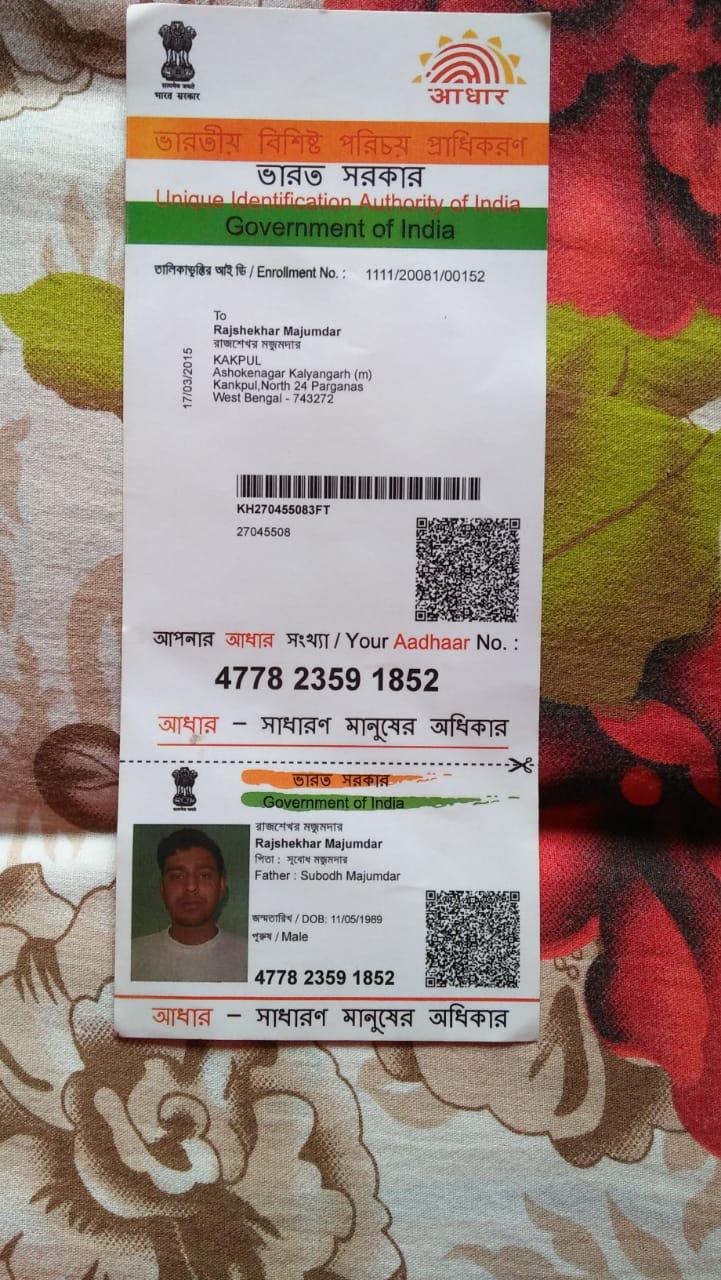 सत्यमेव जयते
भारत सरकार
आधार
ভারতীয় বিশিষ্ট পরিচয় প্রাধিকরণ
ভারত সরকার
Unique Identification Authority of India
Government of India
তালিকাভুক্তির আই ডি / Enrollment No. : 1111/20081/00152
17/03/2015
To
Rajshekhar Majumdar
রাজশেখর মজুমদার
KAKPUL
Ashokenagar Kalyangarh (m)
Kankpul,North 24 Parganas
West Bengal - 743272
KH270455083FT
27045508
আপনার আধার সংখ্যা / Your Aadhaar No. :
4778 2359 1852
আধার – সাধারণ মানুষের অধিকার
ভারত সরকার
Government of India
রাজশেখর মজুমদার
Rajshekhar Majumdar
পিতা : সুবোধ মজুমদার
Father : Subodh Majumdar
জন্মতারিখ / DOB: 11/05/1989
পুরুষ / Male
4778 2359 1852
আধার – সাধারণ মানুষের অধিকার